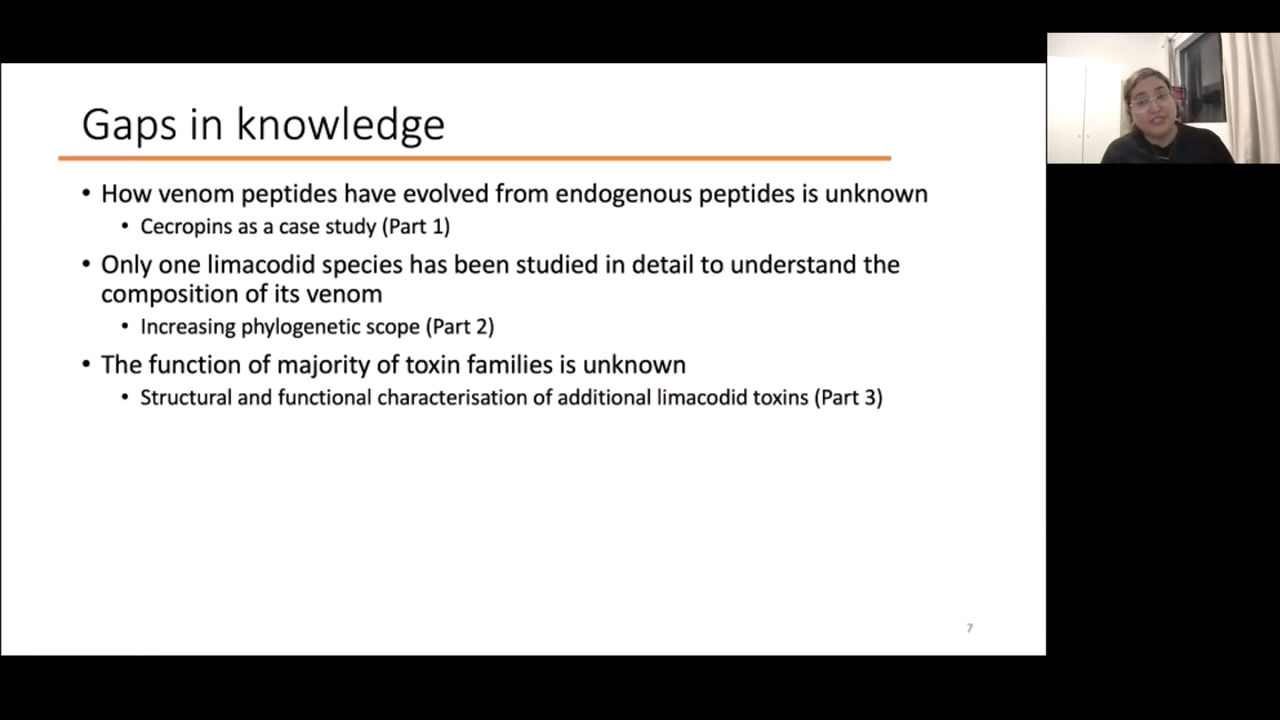 Gaps in knowledge
• How venom peptides have evolved from endogenous peptides is unknown
• Cecropins as a case study (Part 1)
• Only one limacodid species has been studied in detail to understand the
composition of its venom
• Increasing phylogenetic scope (Part 2)
• The function of majority of toxin families is unknown
• Structural and functional characterisation of additional limacodid toxins (Part 3)
7